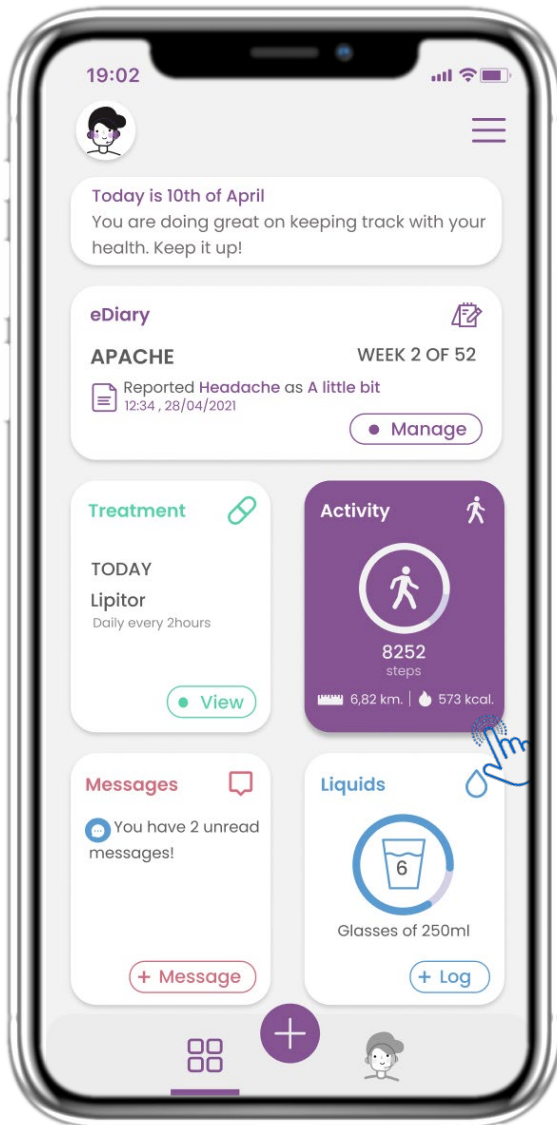 19:02
Today is 10th of April
You are doing great on keeping track with your
health. Keep it up!
eDiary
APACHE
WEEK 2 OF 52
Reported Headache as A little bit
12:34 , 28/04/2021
Manage
Treatment
TODAY
Lipitor
Daily every 2hours
View
Activity
8252
steps
6,82 km.
573 kcal.
Messages
You have 2 unread
messages!
+ Message
Liquids
6
Glasses of 250ml
+ Log